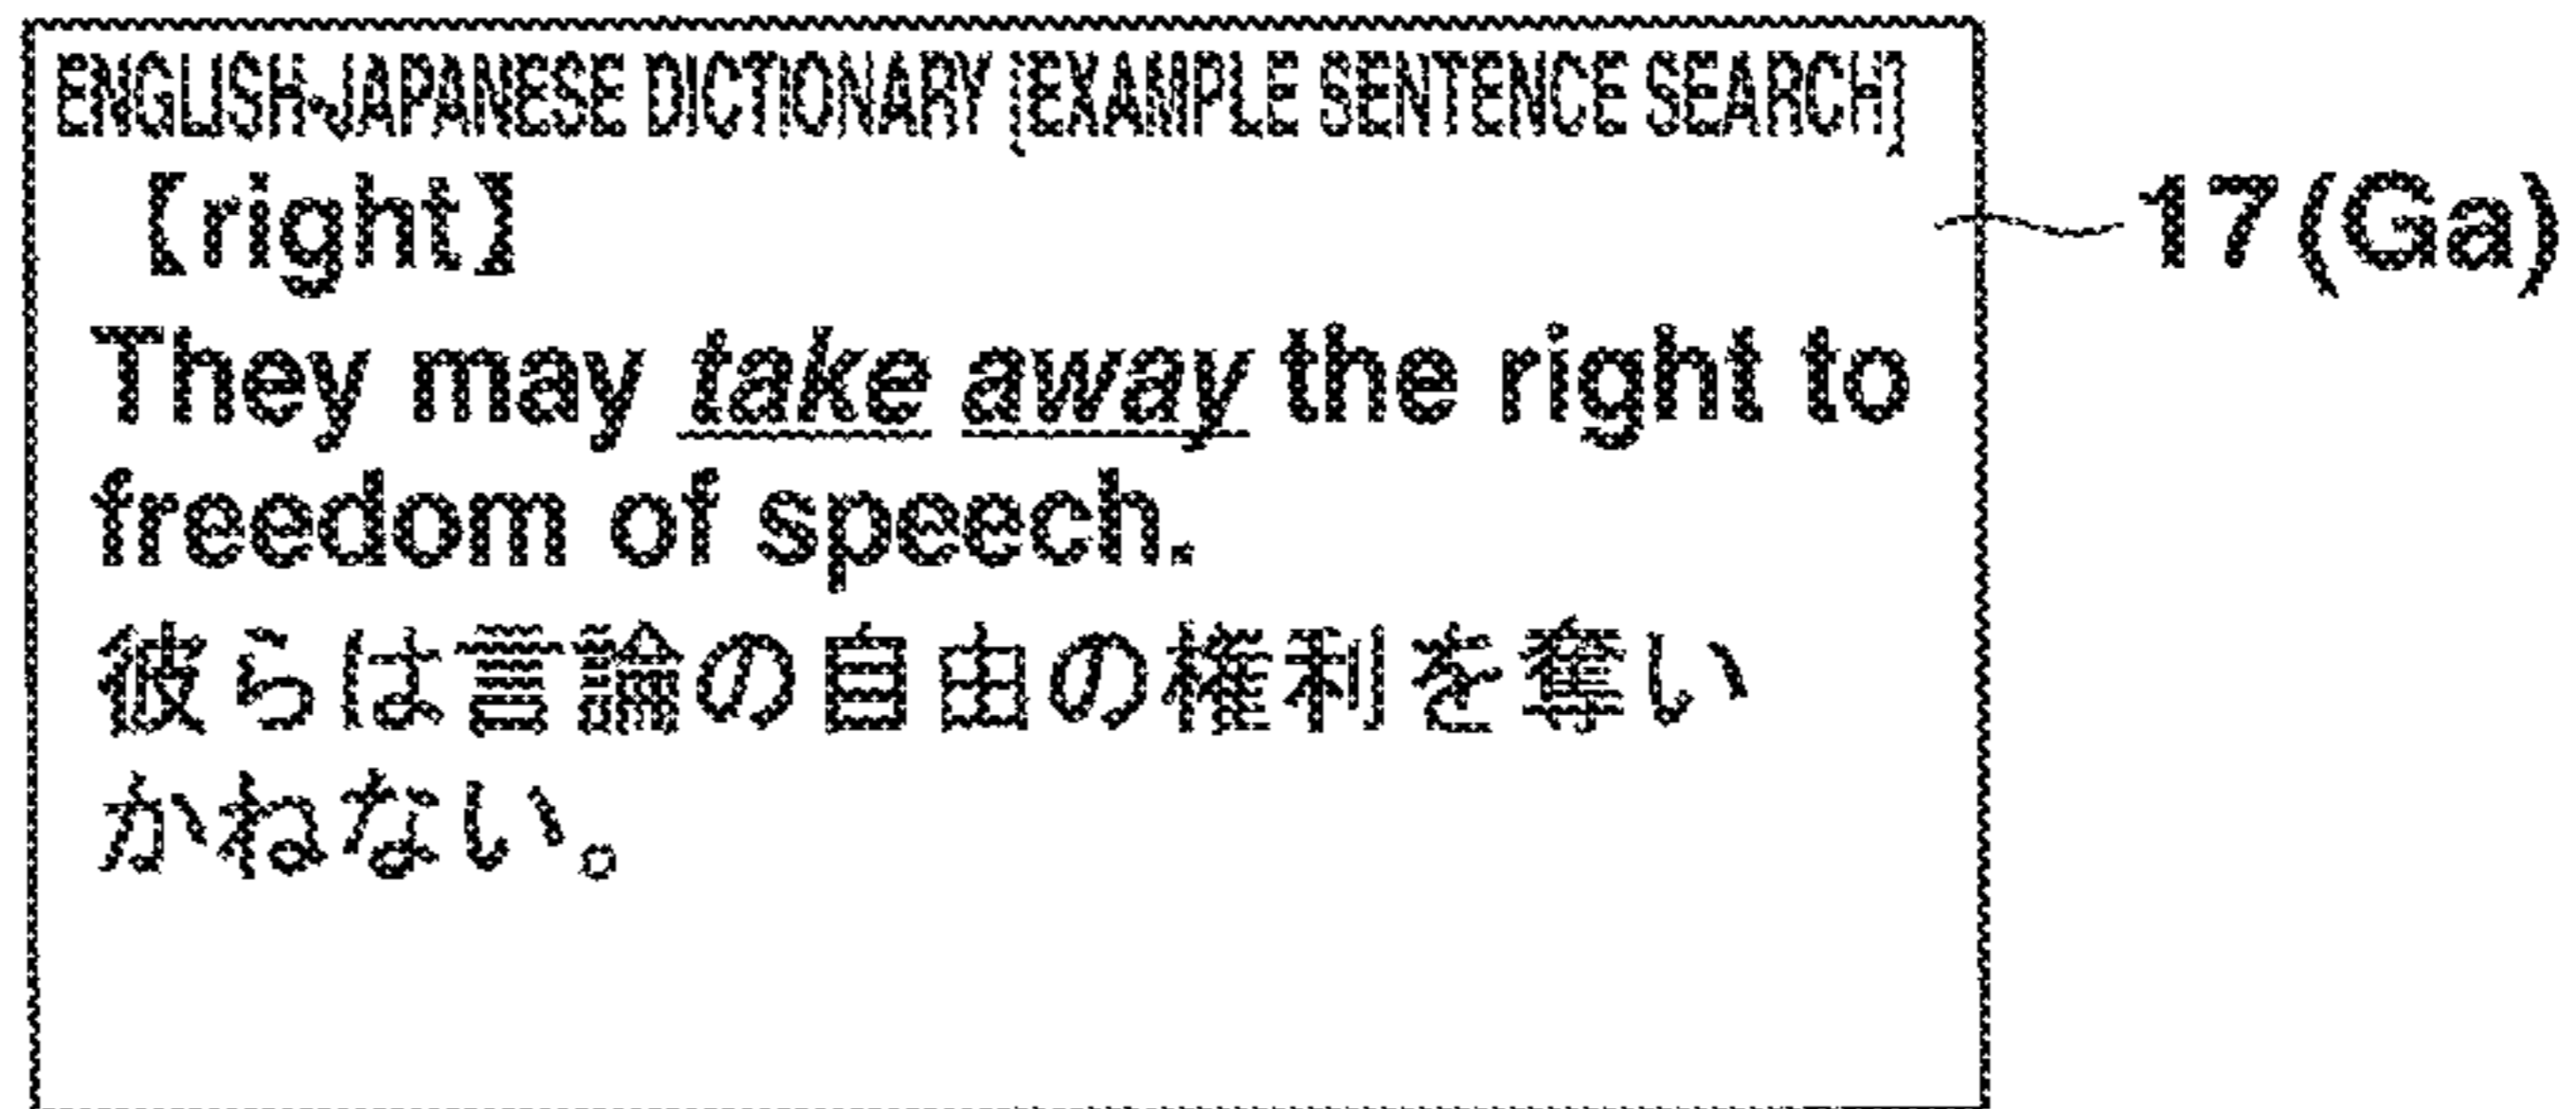 ENGLISH-JAPANESE DICTIONARY [EXAMPLE SENTENCE SEARCH]
【right】
17(Ga)
They may take away the right to
freedom of speech.
彼らは言論の自由の権利を奪い
かねない。